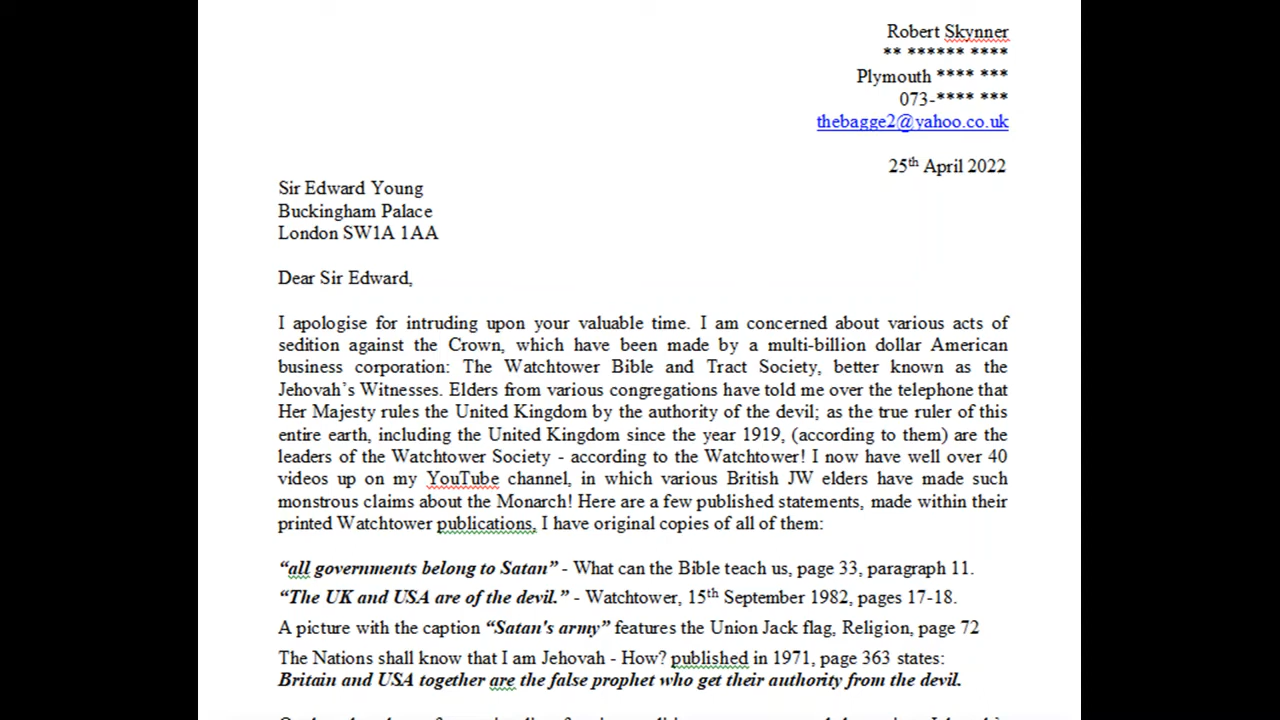 Robert Skynner
** ****** ****
Plymouth **** ***
073-**** ***
thebagge2@yahoo.co.uk
25th April 2022
Sir Edward Young
Buckingham Palace
London SW1A 1AA
Dear Sir Edward,
I apologise for intruding upon your valuable time. I am concerned about various acts of
sedition against the Crown, which have been made by a multi-billion dollar American
business corporation: The Watchtower Bible and Tract Society, better known as the
Jehovah's Witnesses. Elders from various congregations have told me over the telephone that
Her Majesty rules the United Kingdom by the authority of the devil; as the true ruler of this
entire earth, including the United Kingdom since the year 1919, (according to them) are the
leaders of the Watchtower Society - according to the Watchtower! I now have well over 40
videos up on my YouTube channel, in which various British JW elders have made such
monstrous claims about the Monarch! Here are a few published statements, made within their
printed Watchtower publications, I have original copies of all of them:
“all governments belong to Satan” - What can the Bible teach us, page 33, paragraph 11.
“The UK and USA are of the devil.” - Watchtower, 15th September 1982, pages 17-18.
A picture with the caption “Satan's army” features the Union Jack flag, Religion, page 72
The Nations shall know that I am Jehovah - How? published in 1971, page 363 states:
Britain and USA together are the false prophet who get their authority from the devil.